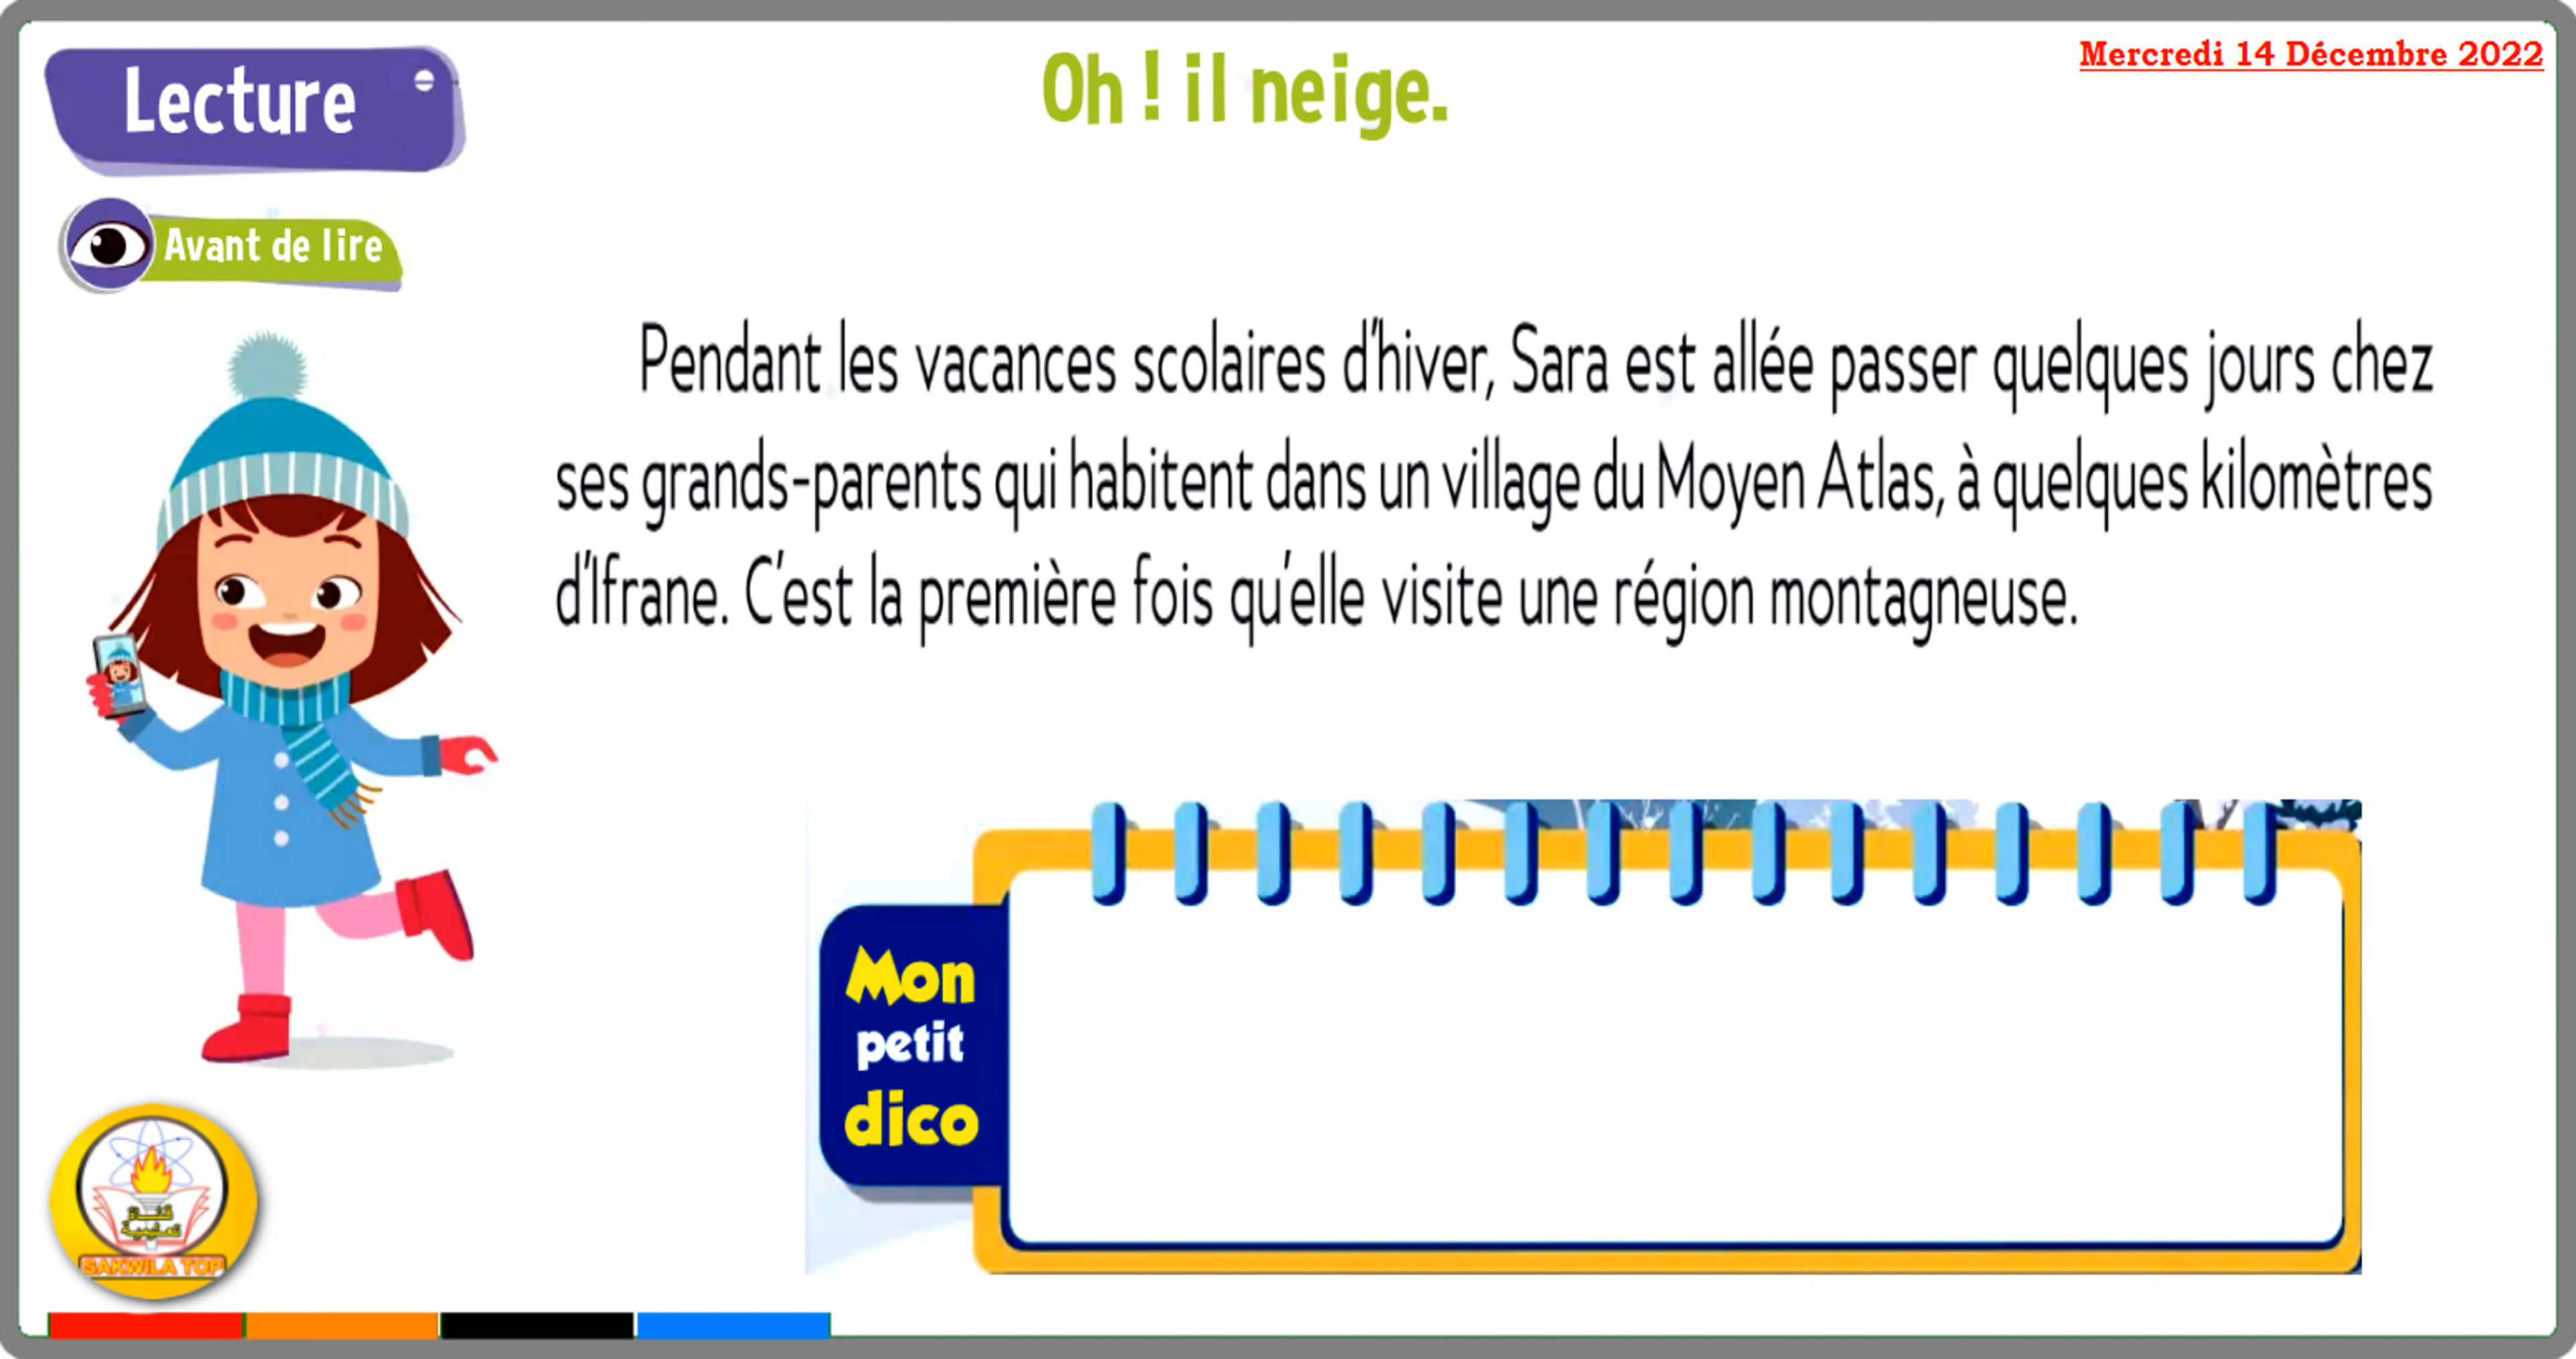 Lecture
Oh ! il neige.
Mercredi 14 Décembre 2022
Avant de lire
Pendant les vacances scolaires d'hiver, Sara est allée passer quelques jours chez
ses grands-parents qui habitent dans un village du Moyen Atlas, à quelques kilomètres
d'Ifrane. C'est la première fois qu'elle visite une région montagneuse.
Mon
petit
dico
قناة
تعليمية
SAKWILA TOP